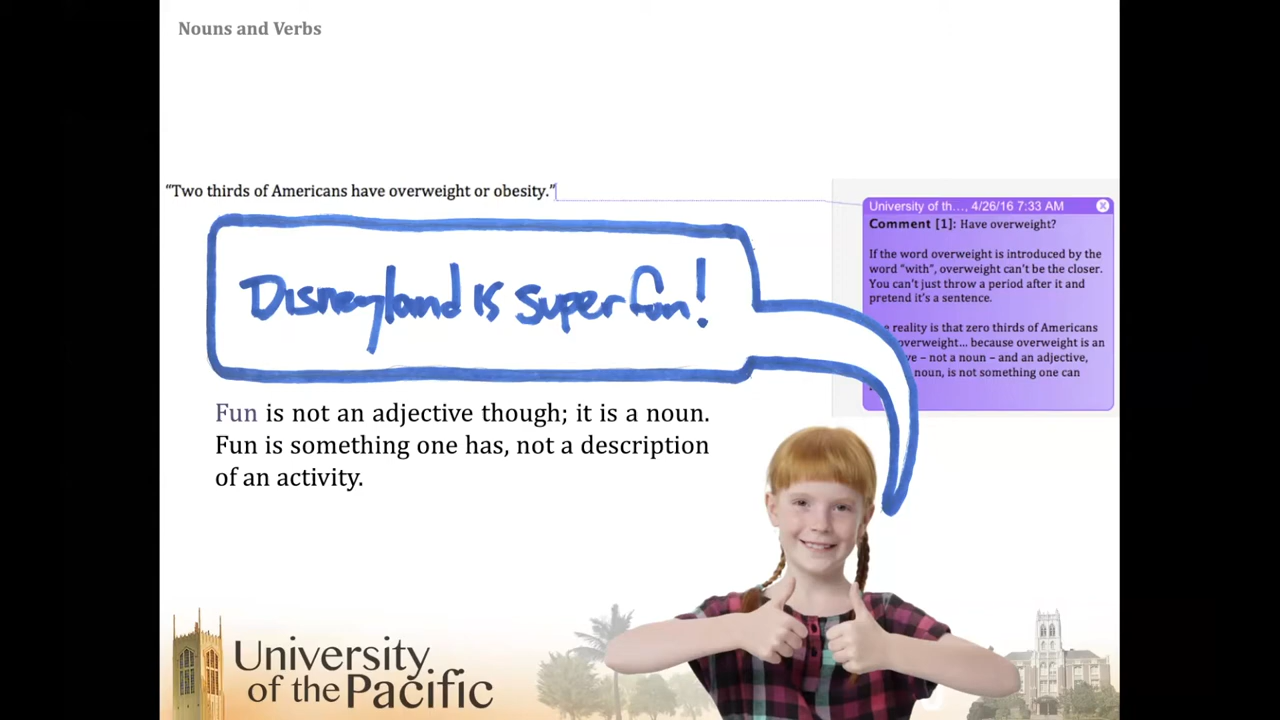 Nouns and Verbs
“Two thirds of Americans have overweight or obesity.”
University of th…, 4/26/16 7:33 AM
Comment [1]: Have overweight?
If the word overweight is introduced by the
word “with”, overweight can’t be the closer.
You can’t just throw a period after it and
pretend it’s a sentence.
e reality is that zero thirds of Americans
overweight… because overweight is an
ve – not a noun – and an adjective,
noun, is not something one can
Disneyland is super fun!
Fun is not an adjective though; it is a noun.
Fun is something one has, not a description
of an activity.
University
of the Pacific